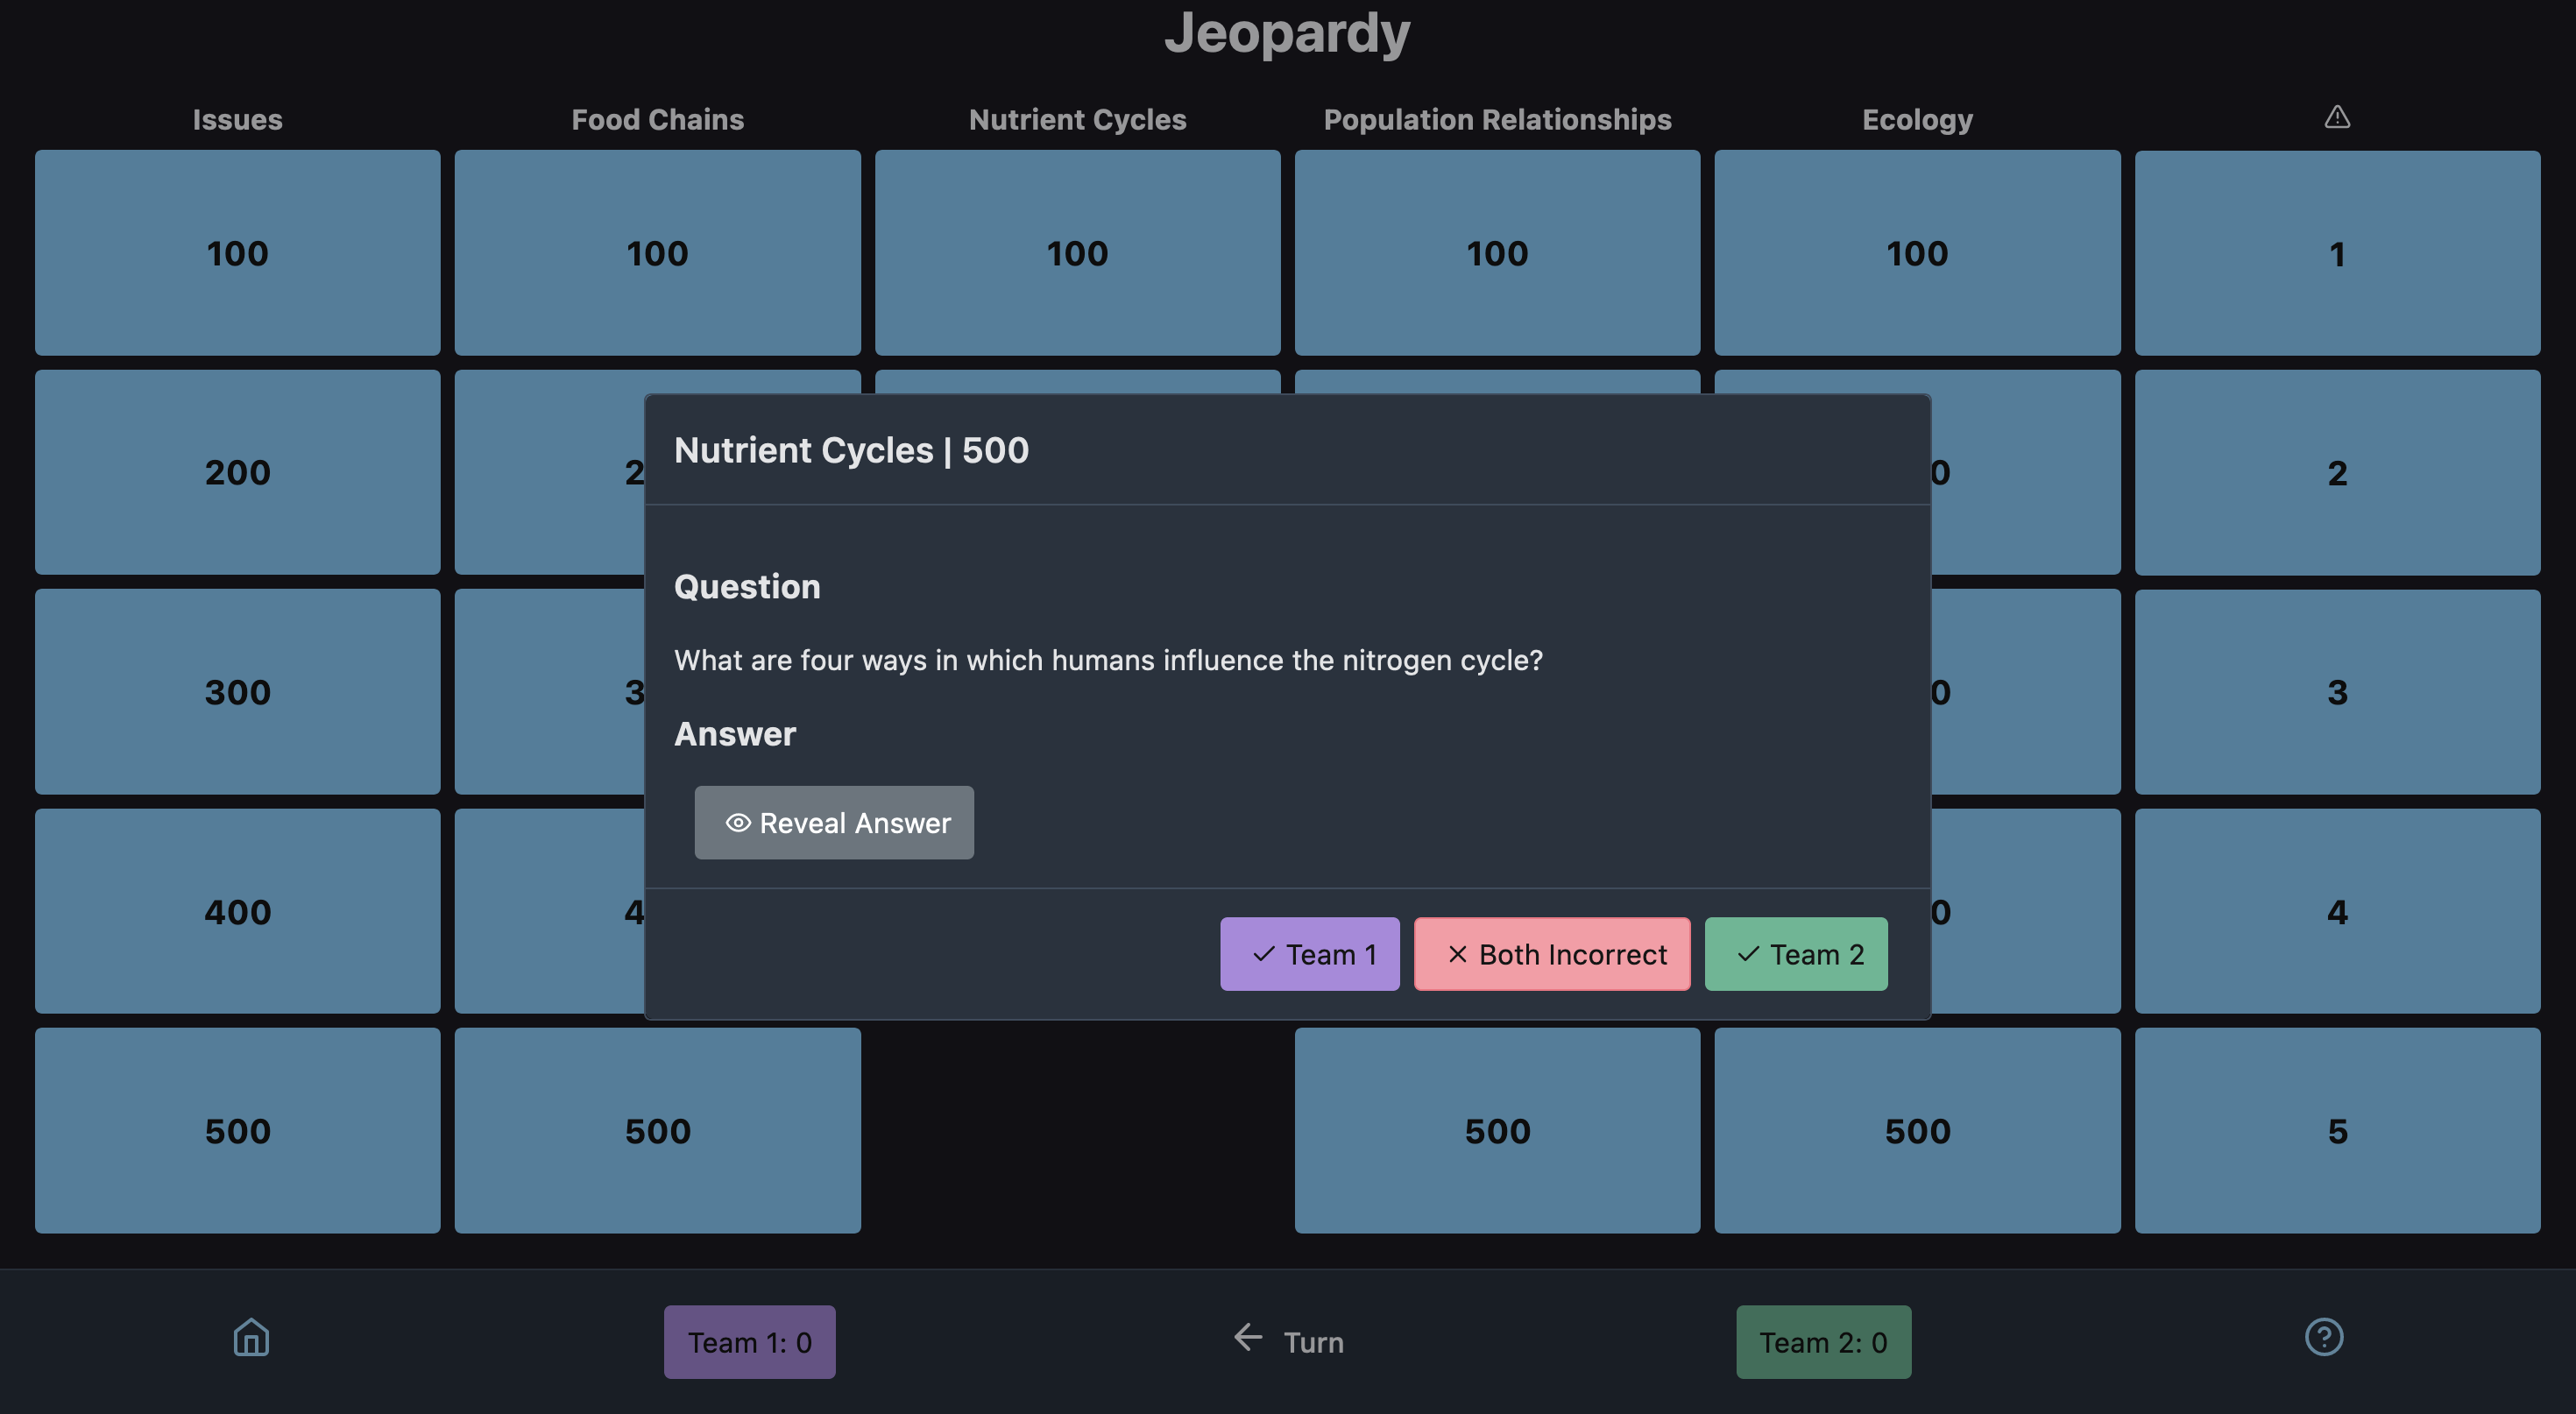 Jeopardy
Issues Food Chains Nutrient Cycles Population Relationships Ecology
100 100 100 100 100 1
200 2 0 2
300 3 0 3
400 4 0 4
500 500 500 500 5
Nutrient Cycles | 500
Question
What are four ways in which humans influence the nitrogen cycle?
Answer
Reveal Answer
Team 1 Both Incorrect Team 2
Team 1: 0 Turn Team 2: 0